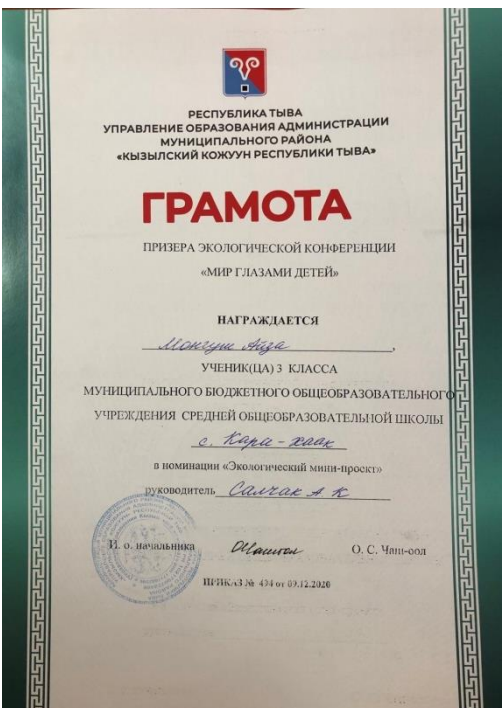 РЕСПУБЛИКА ТЫВА
УПРАВЛЕНИЕ ОБРАЗОВАНИЯ АДМИНИСТРАЦИИ
МУНИЦИПАЛЬНОГО РАЙОНА
«КЫЗЫЛСКИЙ КОЖУУН РЕСПУБЛИКИ ТЫВА»
ГРАМОТА
ПРИЗЕРА ЭКОЛОГИЧЕСКОЙ КОНФЕРЕНЦИИ
«МИР ГЛАЗАМИ ДЕТЕЙ»
НАГРАЖДАЕТСЯ
Монгуш Айза,
УЧЕНИК(ЦА) 3 КЛАССА
МУНИЦИПАЛЬНОГО БЮДЖЕТНОГО ОБЩЕОБРАЗОВАТЕЛЬНОГО
УЧРЕЖДЕНИЯ СРЕДНЕЙ ОБЩЕОБРАЗОВАТЕЛЬНОЙ ШКОЛЫ
с. Кара-Хаак
в номинации «Экологический мини-проект»
руководитель Салчак А К
И. о. начальника О. С. Чаш-оол
ПРИКАЗ № 494 от 09.12.2020